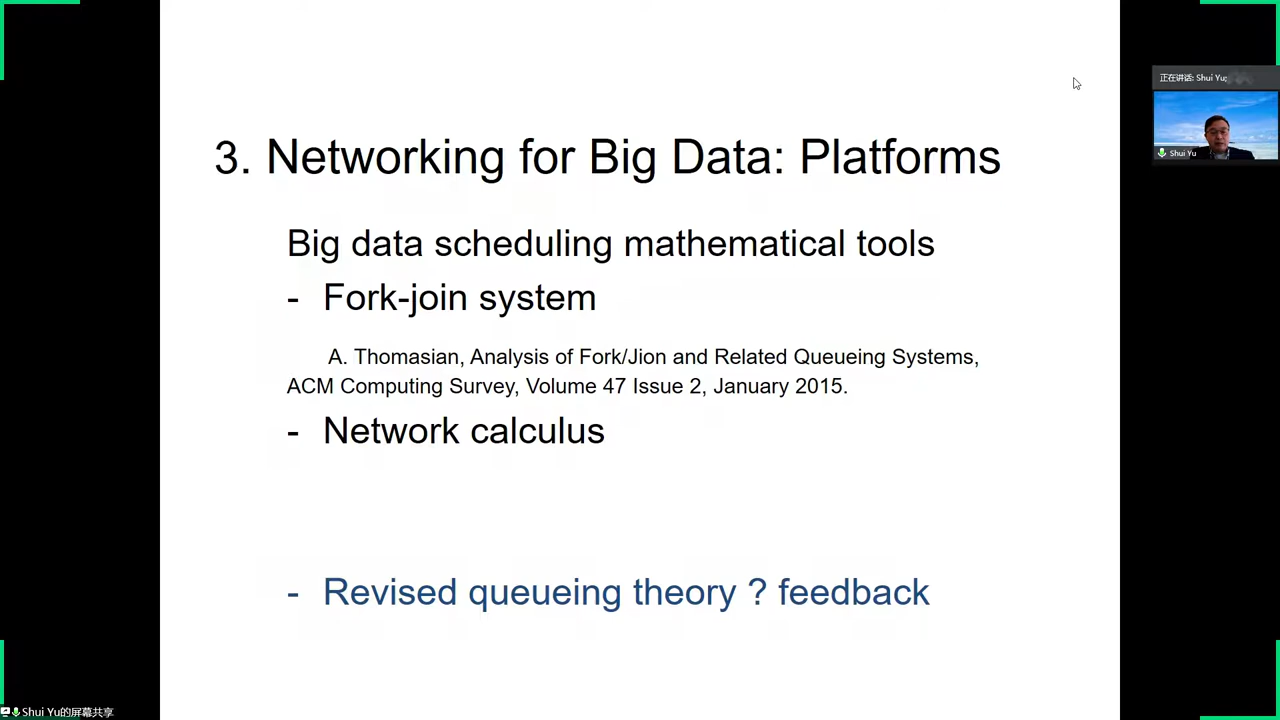 3. Networking for Big Data: Platforms
Big data scheduling mathematical tools
- Fork-join system
A. Thomasian, Analysis of Fork/Jion and Related Queueing Systems,
ACM Computing Survey, Volume 47 Issue 2, January 2015.
- Network calculus
- Revised queueing theory ? feedback
正在讲话: Shui Yu;
Shui Yu
Shui Yu的屏幕共享